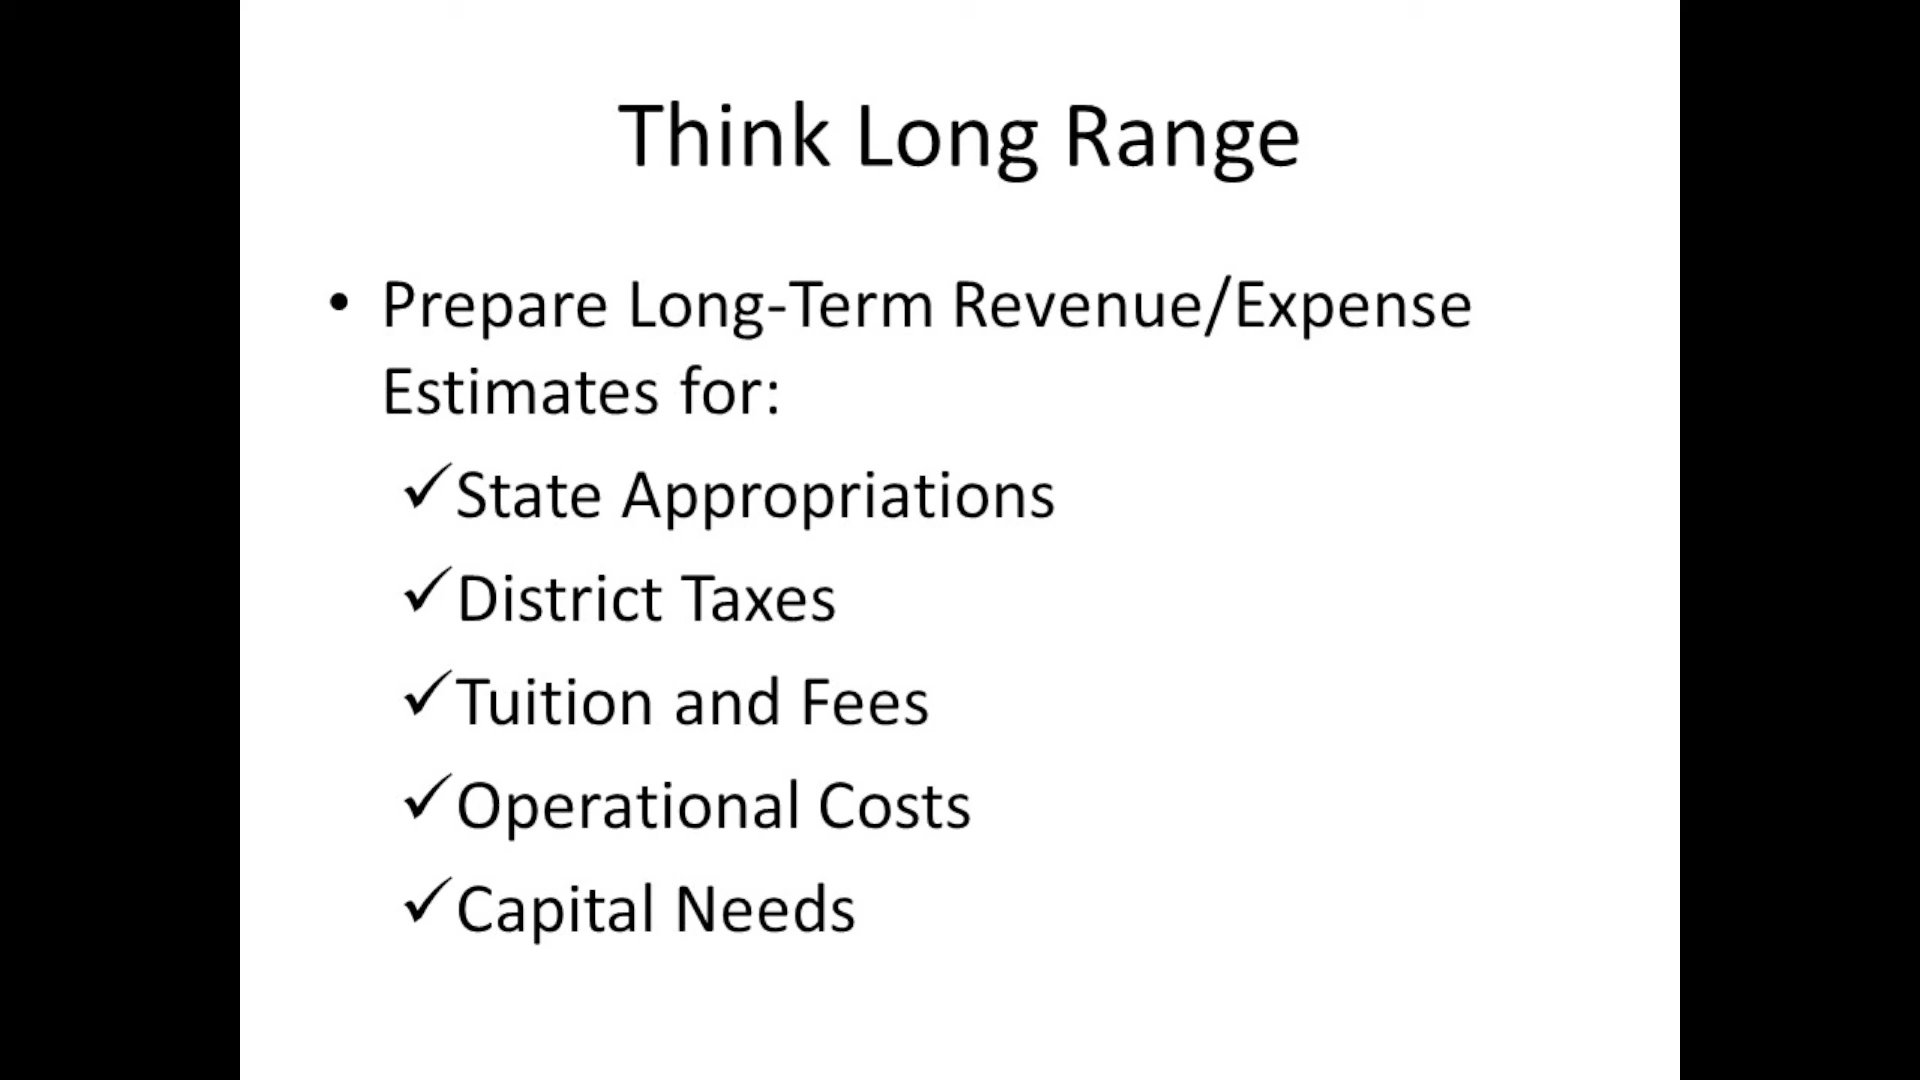 Think Long Range
• Prepare Long-Term Revenue/Expense
Estimates for:
✓State Appropriations
✓District Taxes
✓Tuition and Fees
✓Operational Costs
✓Capital Needs